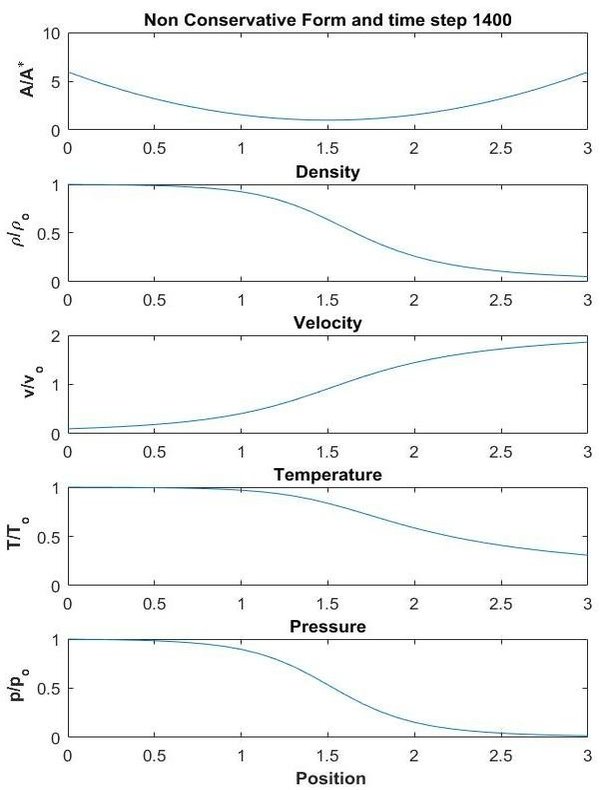 Non Conservative Form and time step 1400
10
5
0
A/A*
0 0.5 1 1.5 2 2.5 3
Density
1
0.5
0
ρ/ρo
0 0.5 1 1.5 2 2.5 3
Velocity
2
1
0
v/vo
0 0.5 1 1.5 2 2.5 3
Temperature
1
0.5
0
T/To
0 0.5 1 1.5 2 2.5 3
Pressure
1
0.5
0
p/po
0 0.5 1 1.5 2 2.5 3
Position